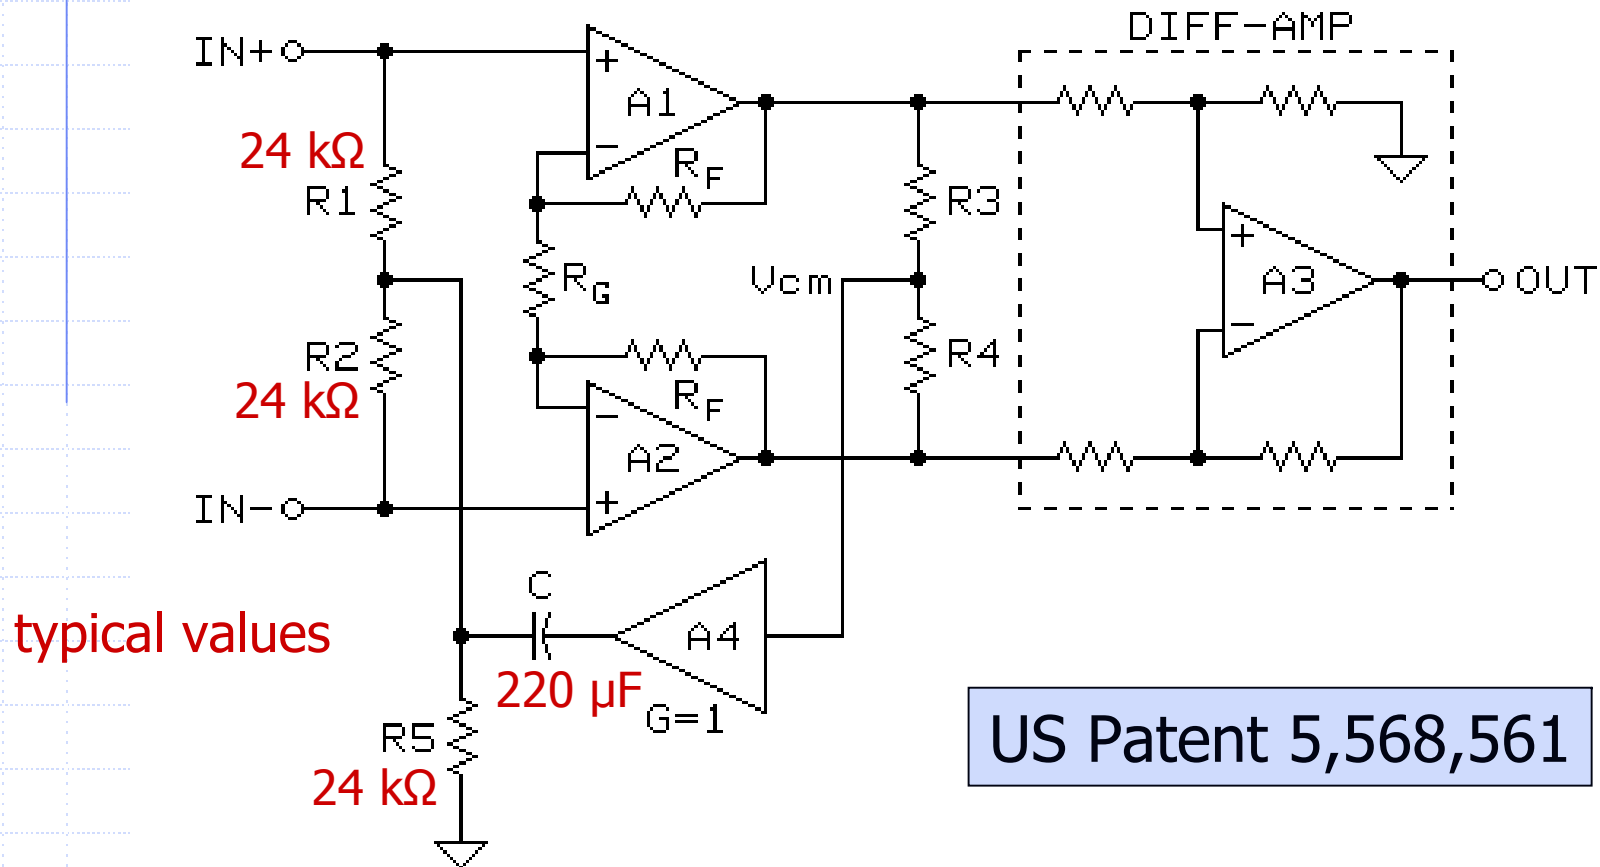 DIFF-AMP
IN+
+
A1
−
24 kΩ
R1
RF
R3
RG
Vcm
+
A3
−
OUT
R2
24 kΩ
RF
R4
−
A2
+
IN-
C
typical values
A4
220 µF
G=1
R5
24 kΩ
US Patent 5,568,561